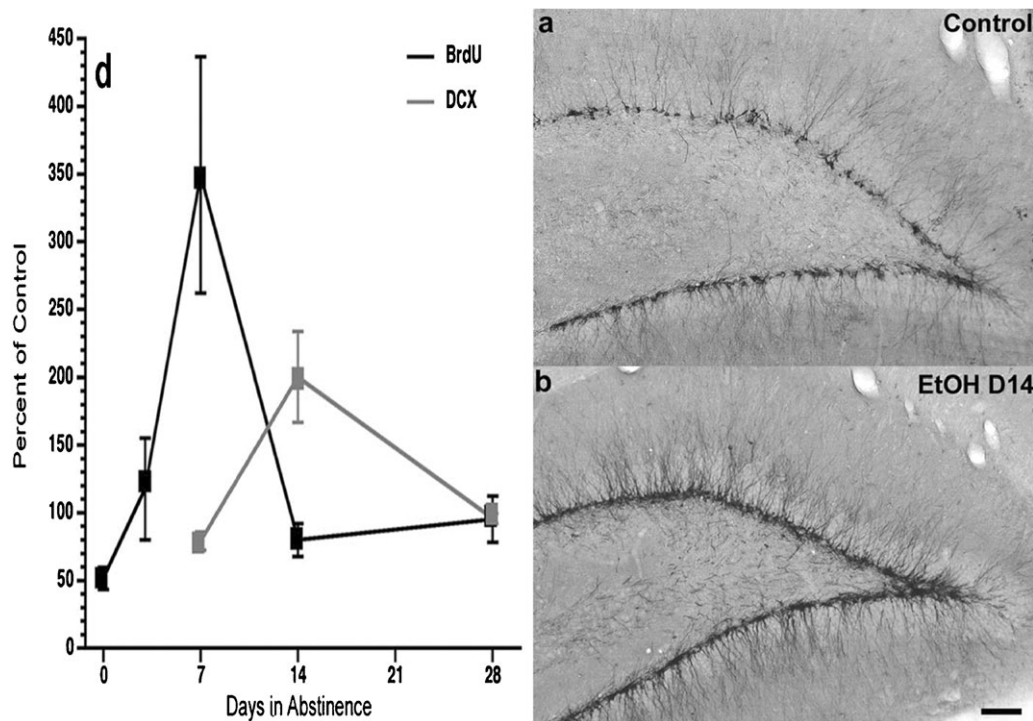 d
BrdU
DCX
Percent of Control
450
400
350
300
250
200
150
100
50
0
0 7 14 21 28
Days in Abstinence
a Control
b EtOH D14